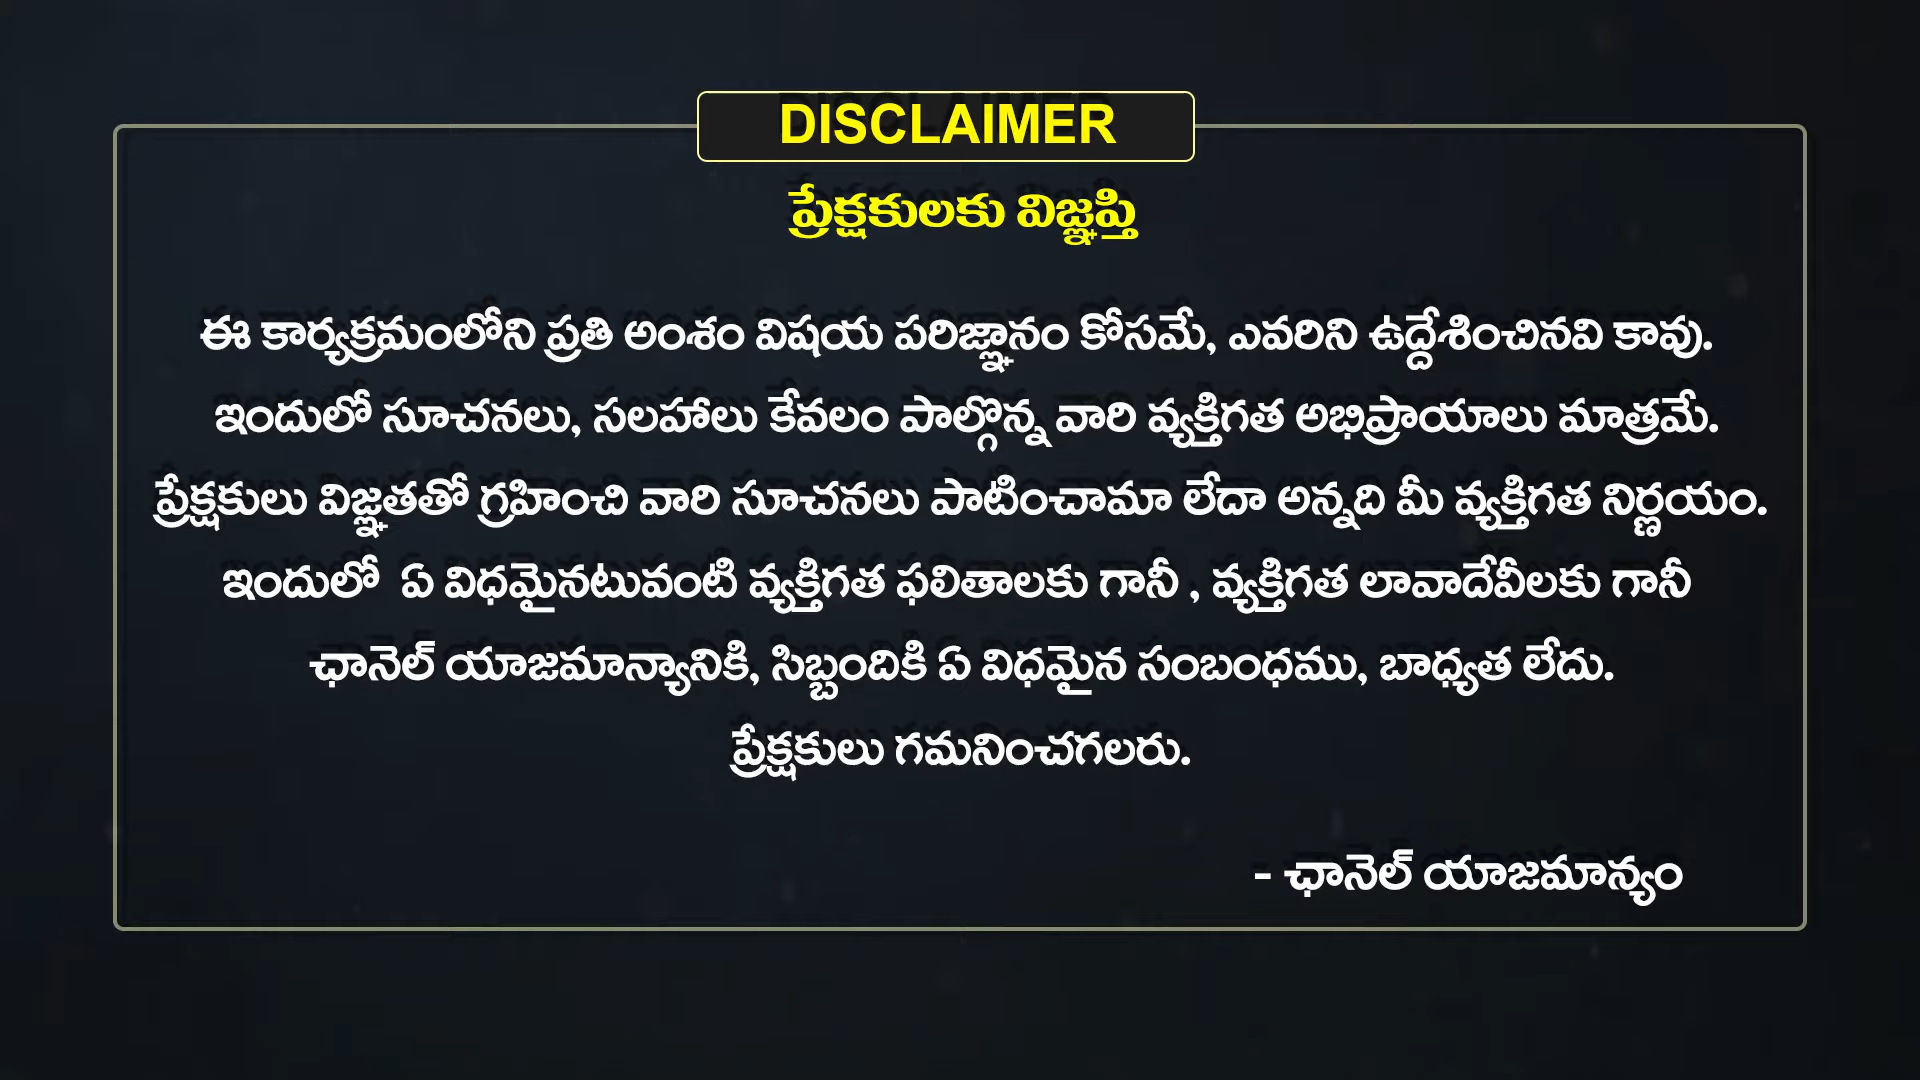 DISCLAIMER
ప్రేక్షకులకు విజ్ఞప్తి
ఈ కార్యక్రమంలోని ప్రతి అంశం విషయ పరిజ్ఞానం కోసమే, ఎవరిని ఉద్దేశించినవి కావు.
ఇందులో సూచనలు, సలహాలు కేవలం పాల్గొన్న వారి వ్యక్తిగత అభిప్రాయాలు మాత్రమే.
ప్రేక్షకులు విజ్ఞతతో గ్రహించి వారి సూచనలు పాటించామా లేదా అన్నది మీ వ్యక్తిగత నిర్ణయం.
ఇందులో ఏ విధమైనటువంటి వ్యక్తిగత ఫలితాలకు గానీ , వ్యక్తిగత లావాదేవీలకు గానీ
ఛానెల్ యాజమాన్యానికి, సిబ్బందికి ఏ విధమైన సంబంధము, బాధ్యత లేదు.
ప్రేక్షకులు గమనించగలరు.
- ఛానెల్ యాజమాన్యం